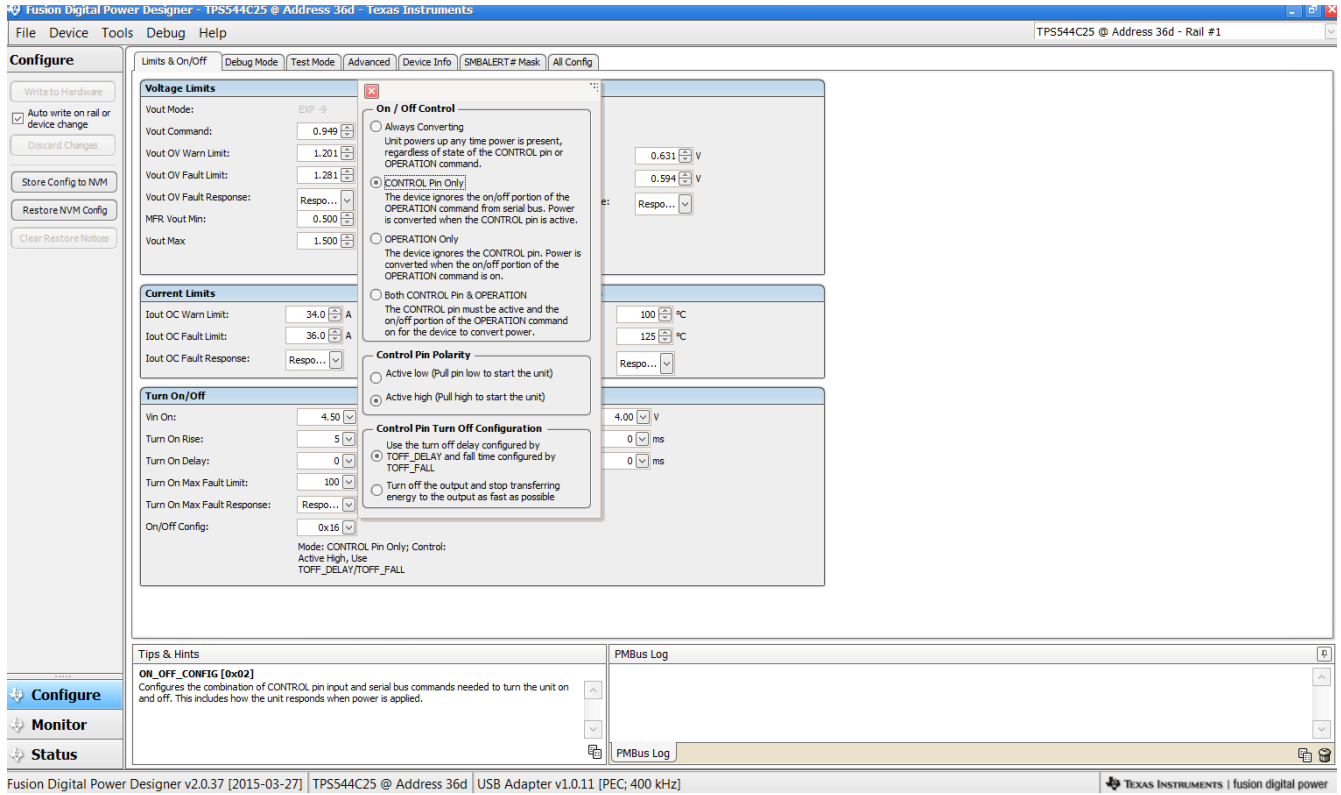 Fusion Digital Power Designer - TPS544C25 @ Address 36d - Texas Instruments
File Device Tools Debug Help
TPS544C25 @ Address 36d - Rail #1
Configure
Write to Hardware
Auto write on rail or
device change
Discard Changes
Store Config to NVM
Restore NVM Config
Clear Restore Notices
Limits & On/Off Debug Mode Test Mode Advanced Device Info SMBALERT# Mask All Config
Voltage Limits
Vout Mode: EXP -9
Vout Command: 0.949
Vout OV Warn Limit: 1.201
Vout OV Fault Limit: 1.281
Vout OV Fault Response: Respo...
MFR Vout Min: 0.500
Vout Max 1.500
0.631 V
0.594 V
e: Respo...
Current Limits
Iout OC Warn Limit: 34.0 A
Iout OC Fault Limit: 36.0 A
Iout OC Fault Response: Respo...
100 °C
125 °C
Respo...
Turn On/Off
Vin On: 4.50
Turn On Rise: 5
Turn On Delay: 0
Turn On Max Fault Limit: 100
Turn On Max Fault Response: Respo...
On/Off Config: 0x16
Mode: CONTROL Pin Only; Control:
Active High, Use
TOFF_DELAY/TOFF_FALL
4.00 V
0 ms
0 ms
On / Off Control
Always Converting
Unit powers up any time power is present,
regardless of state of the CONTROL pin or
OPERATION command.
CONTROL Pin Only
The device ignores the on/off portion of the
OPERATION command from serial bus. Power
is converted when the CONTROL pin is active.
OPERATION Only
The device ignores the CONTROL pin. Power is
converted when the on/off portion of the
OPERATION command is on.
Both CONTROL Pin & OPERATION
The CONTROL pin must be active and the
on/off portion of the OPERATION command
on for the device to convert power.
Control Pin Polarity
Active low (Pull pin low to start the unit)
Active high (Pull high to start the unit)
Control Pin Turn Off Configuration
Use the turn off delay configured by
TOFF_DELAY and fall time configured by
TOFF_FALL
Turn off the output and stop transferring
energy to the output as fast as possible
Tips & Hints
ON_OFF_CONFIG [0x02]
Configures the combination of CONTROL pin input and serial bus commands needed to turn the unit on
and off. This includes how the unit responds when power is applied.
PMBus Log
PMBus Log
Configure
Monitor
Status
Fusion Digital Power Designer v2.0.37 [2015-03-27] TPS544C25 @ Address 36d USB Adapter v1.0.11 [PEC; 400 kHz]
TEXAS INSTRUMENTS | fusion digital power